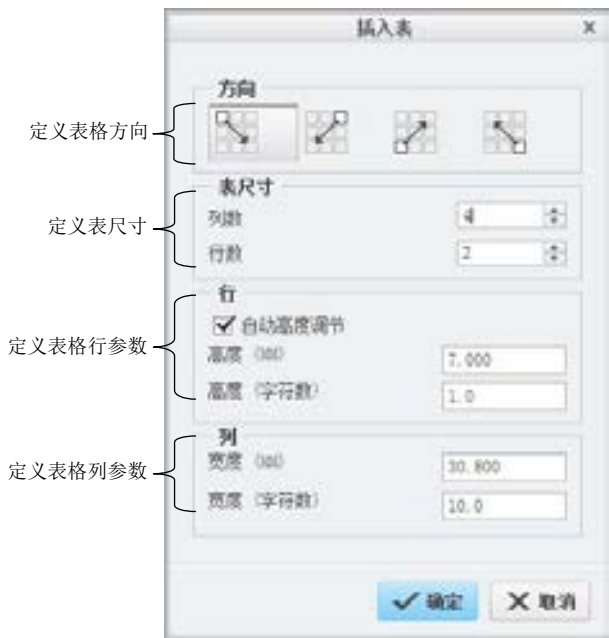 插入表
方向
定义表格方向
表尺寸
定义表尺寸
列数 4
行数 2
行
自动高度调节
定义表格行参数
高度 7.000
高度（字符数） 1.0
列
宽度 30.800
定义表格列参数
宽度（字符数） 10.0
确定 取消